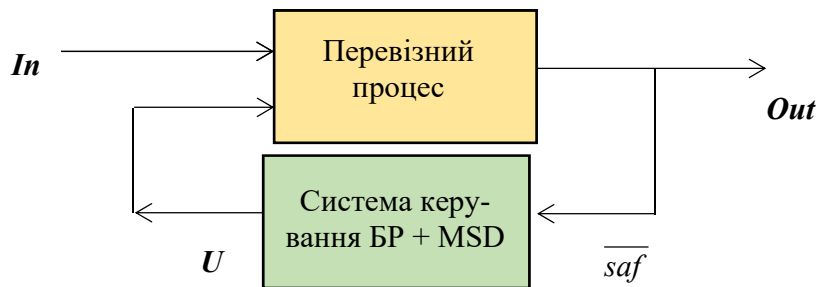 In
Перевізний
процес
Out
Система керу-
вання БР + MSD
U
saf